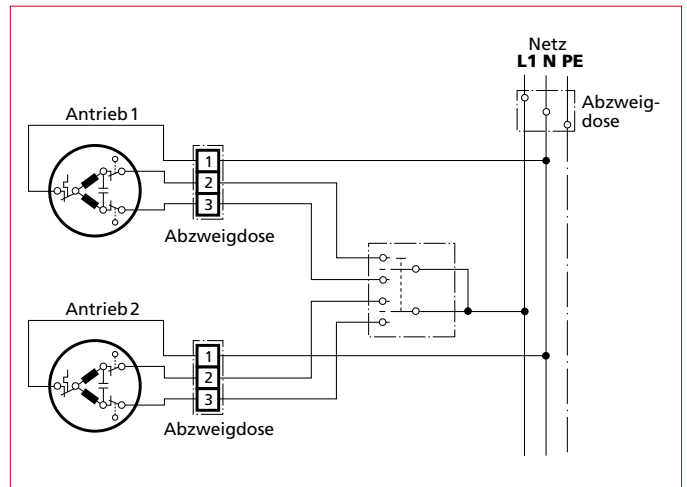 Netz
L1 N PE
Abzweig-
dose
Antrieb 1
1
2
3
Abzweigdose
Antrieb 2
1
2
3
Abzweigdose